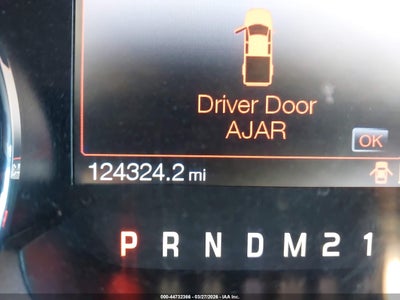 Driver Door
AJAR
OK
124324.2 mi
P R N D M 2 1
000-44732366 | 03/27/2026 - IAA Inc.